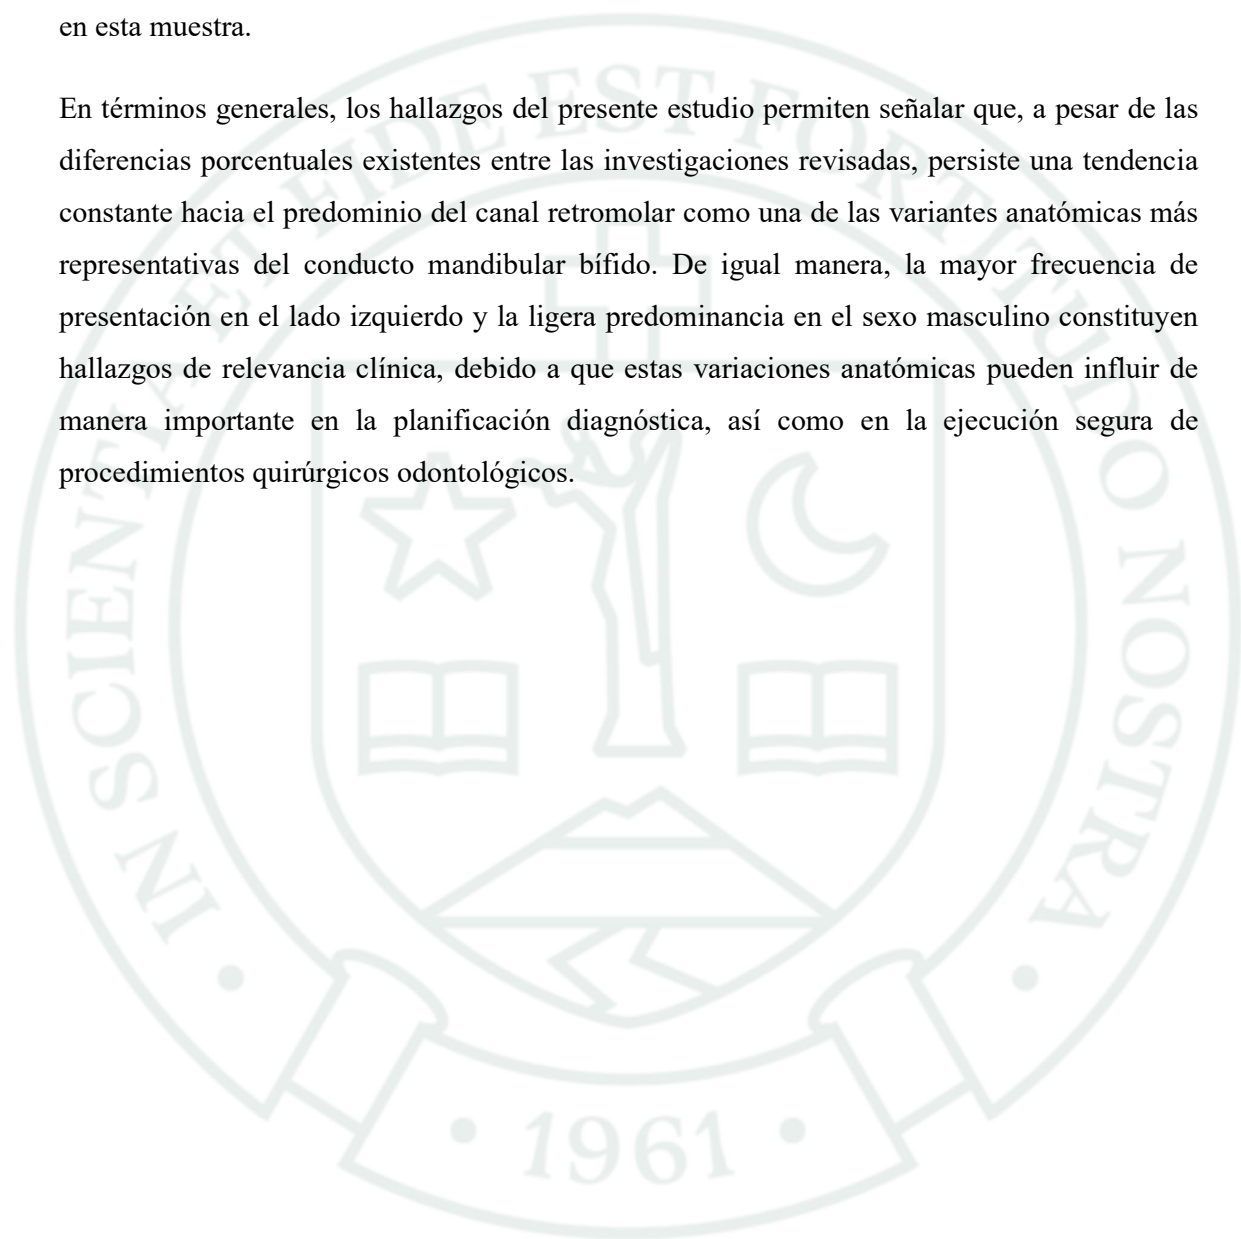 en esta muestra.
En términos generales, los hallazgos del presente estudio permiten señalar que, a pesar de las
diferencias porcentuales existentes entre las investigaciones revisadas, persiste una tendencia
constante hacia el predominio del canal retromolar como una de las variantes anatómicas más
representativas del conducto mandibular bífido. De igual manera, la mayor frecuencia de
presentación en el lado izquierdo y la ligera predominancia en el sexo masculino constituyen
hallazgos de relevancia clínica, debido a que estas variaciones anatómicas pueden influir de
manera importante en la planificación diagnóstica, así como en la ejecución segura de
procedimientos quirúrgicos odontológicos.
IN SCIENTIA ET FIDE EST FORTITUDO NOSTRA
• 1961 •